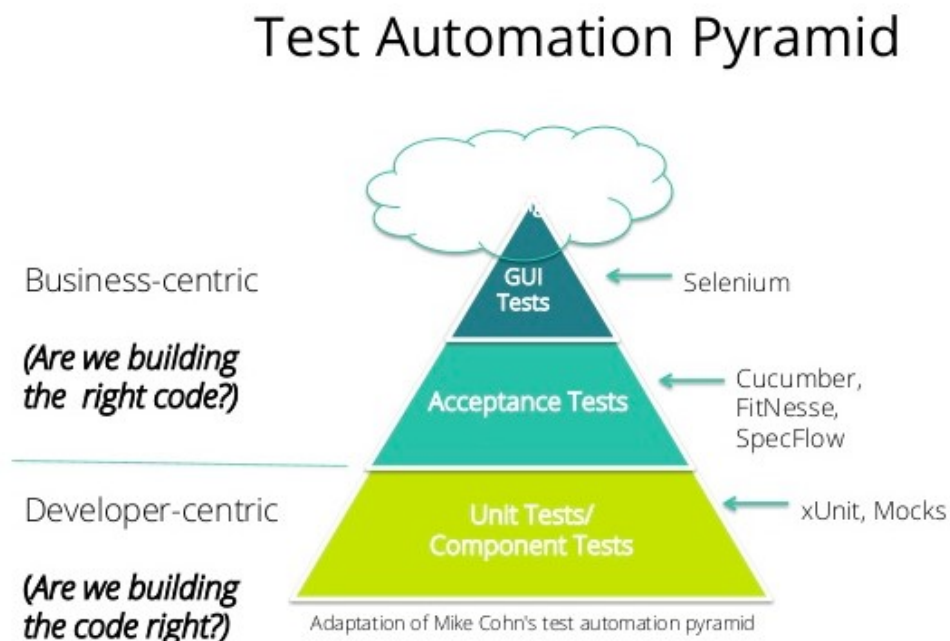 Test Automation Pyramid
Business-centric
(Are we building
the right code?)
GUI
Tests
Selenium
Acceptance Tests
Cucumber,
FitNesse,
SpecFlow
Developer-centric
(Are we building
the code right?)
Unit Tests/
Component Tests
xUnit, Mocks
Adaptation of Mike Cohn's test automation pyramid